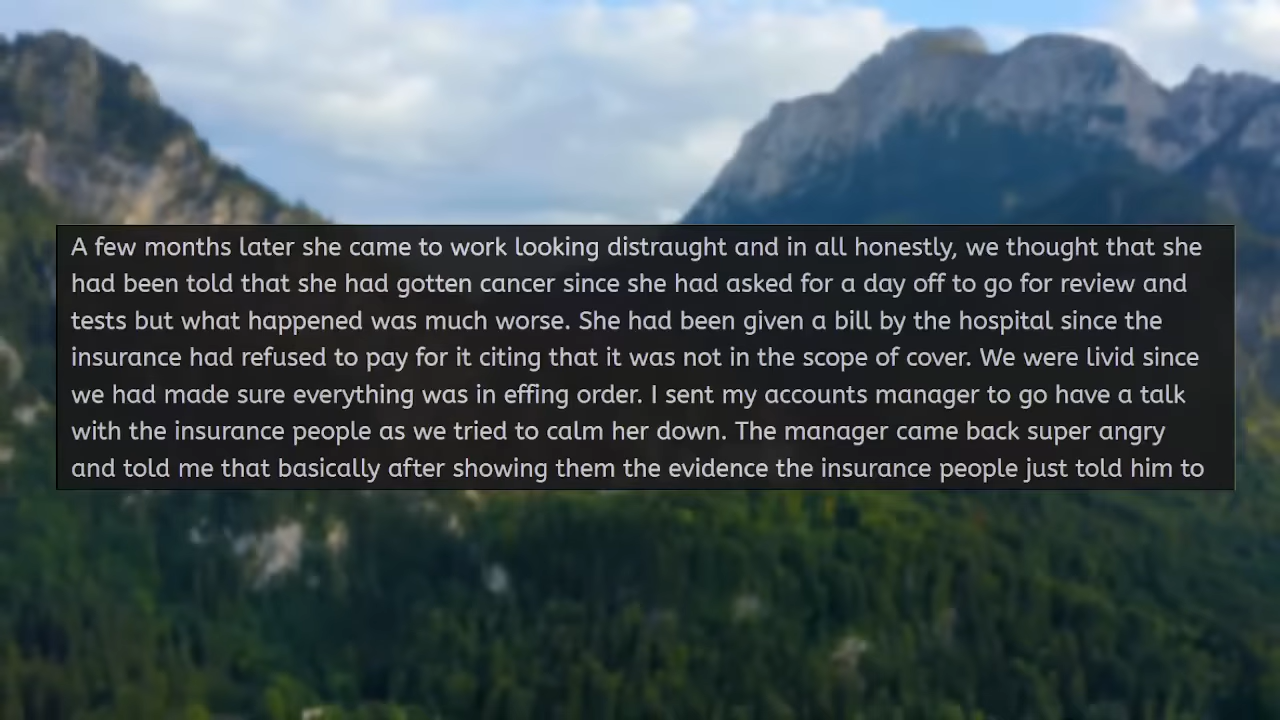 A few months later she came to work looking distraught and in all honestly, we thought that she
had been told that she had gotten cancer since she had asked for a day off to go for review and
tests but what happened was much worse. She had been given a bill by the hospital since the
insurance had refused to pay for it citing that it was not in the scope of cover. We were livid since
we had made sure everything was in effing order. I sent my accounts manager to go have a talk
with the insurance people as we tried to calm her down. The manager came back super angry
and told me that basically after showing them the evidence the insurance people just told him to